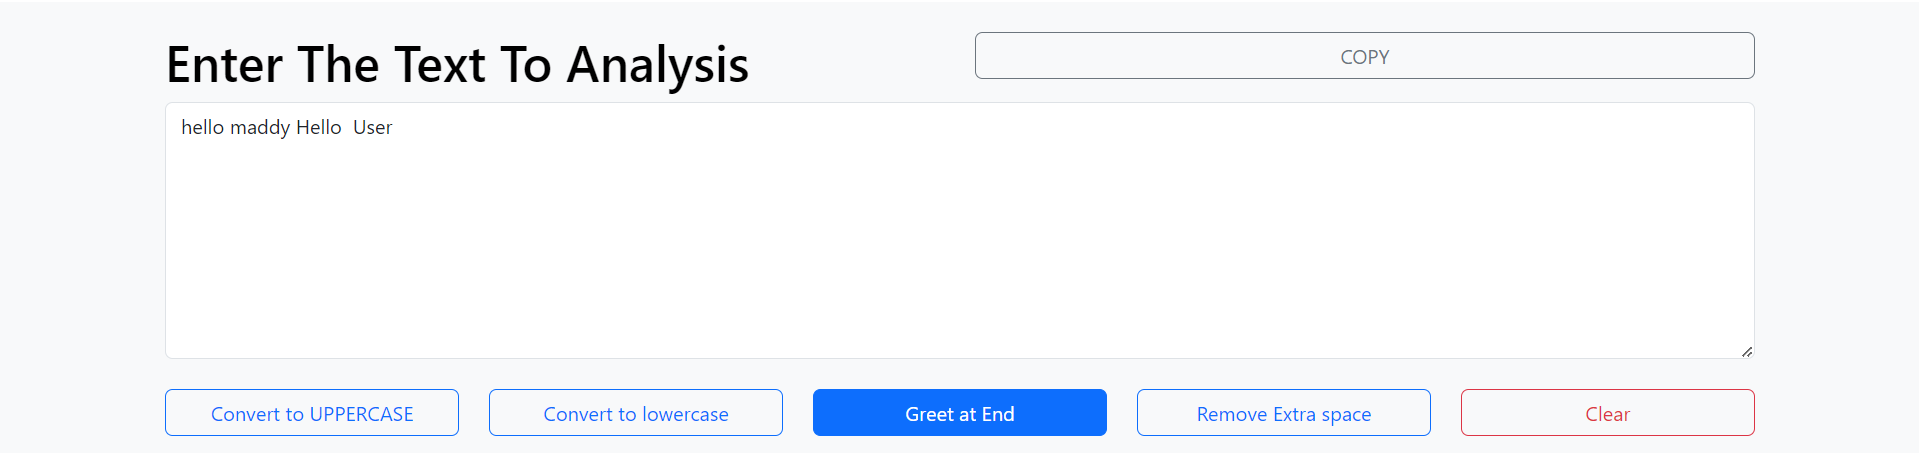 Enter The Text To Analysis
COPY
hello maddy Hello  User
Convert to UPPERCASE
Convert to lowercase
Greet at End
Remove Extra space
Clear